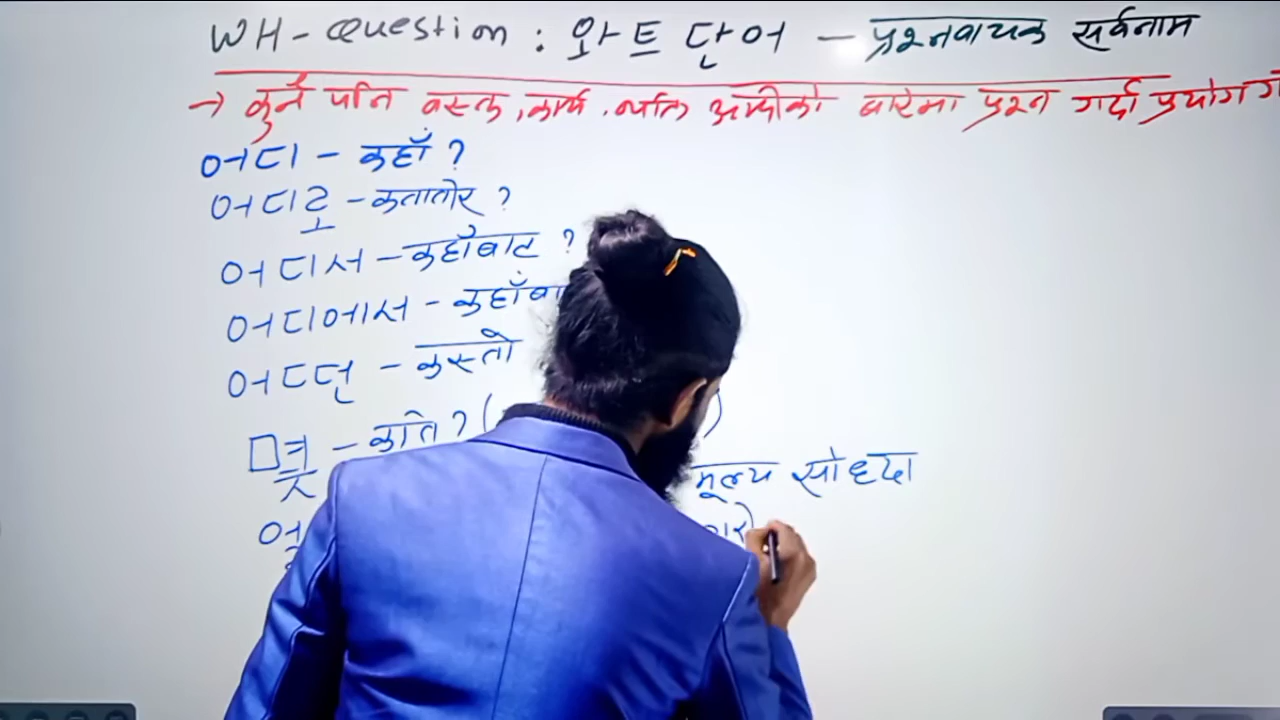 WH-Question : 와트 단어 — प्रश्नवाचक सर्वनाम
→ कुनै पनि वस्तु, कार्य, व्यक्ति आदीको बारेमा प्रश्न गर्दा प्रयोग
어디 - कहाँ ?
어디로 - कतातोर ?
어디서 - कहाँबाट ?
어디에서 - कहाँबा
어떤 - कस्तो
몇 - कति ? ( )
मूल्य सोध्दा